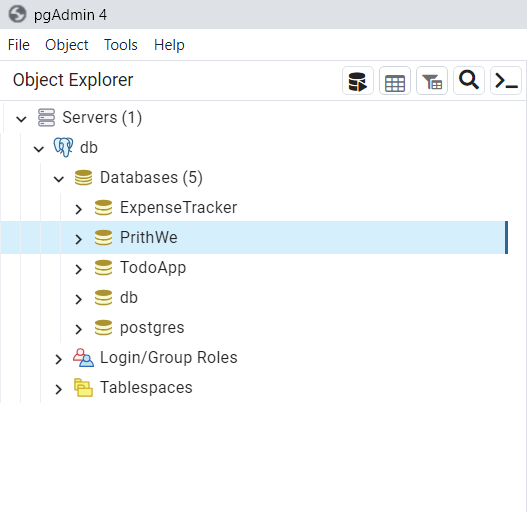 pgAdmin 4
File Object Tools Help
Object Explorer
Servers (1)
db
Databases (5)
ExpenseTracker
PrithWe
TodoApp
db
postgres
Login/Group Roles
Tablespaces